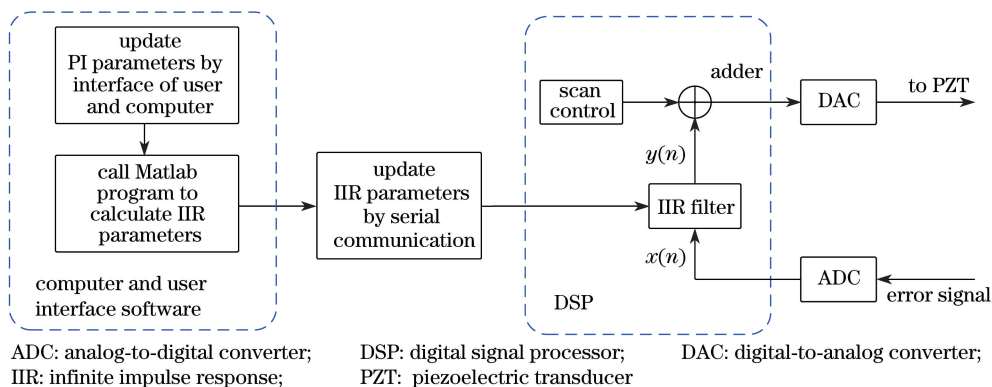 update
PI parameters by
interface of user
and computer
call Matlab
program to
calculate IIR
parameters
computer and user
interface software
update
IIR parameters
by serial
communication
scan
control
adder
y(n)
IIR filter
x(n)
DSP
DAC
to PZT
ADC
error signal
ADC: analog-to-digital converter;
DSP: digital signal processor;
DAC: digital-to-analog converter;
IIR: infinite impulse response;
PZT: piezoelectric transducer